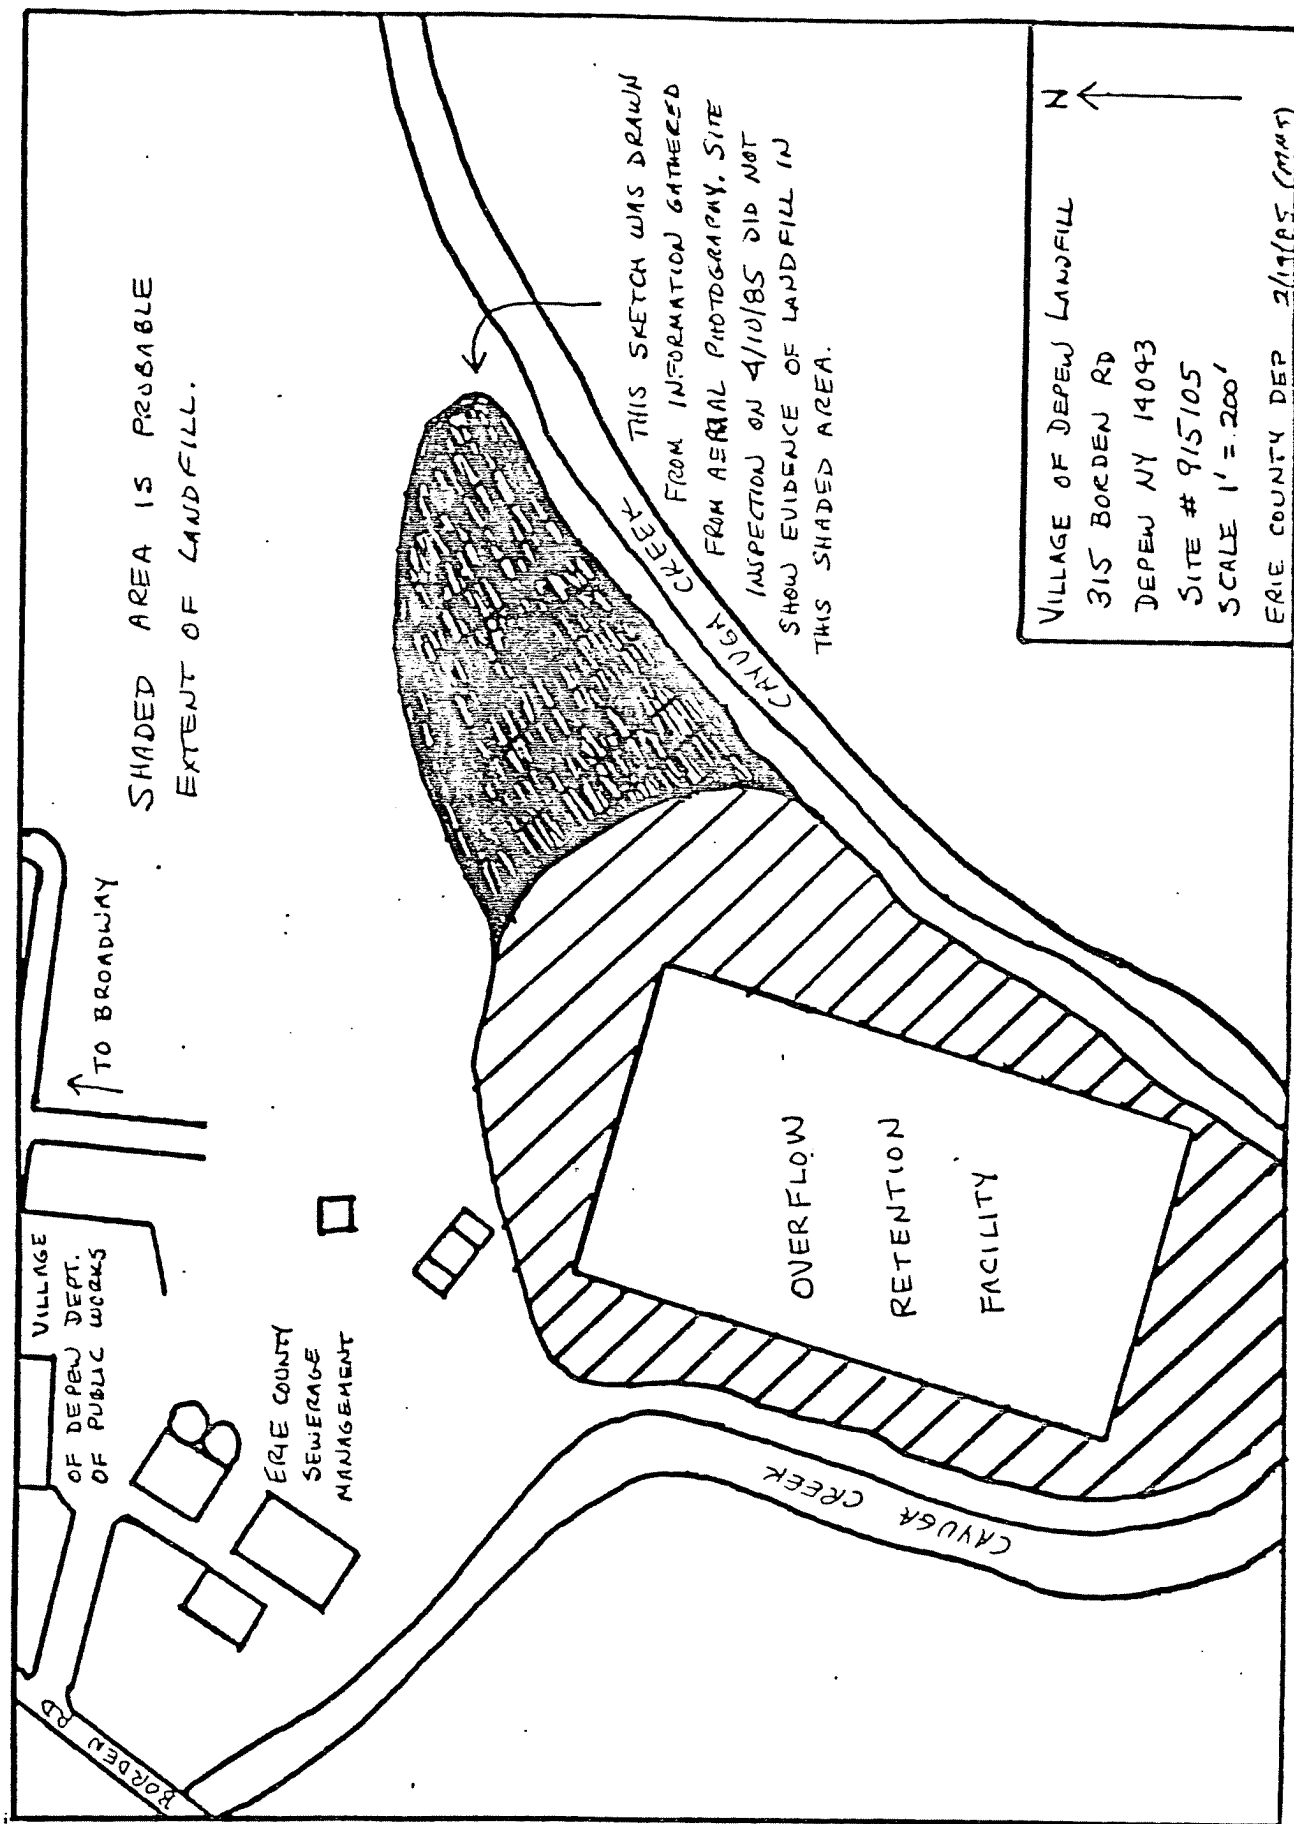 SHADED AREA IS PROBABLE
EXTENT OF LANDFILL.
TO BROADWAY
VILLAGE
OF DEPEW DEPT.
OF PUBLIC WORKS
ERIE COUNTY
SEWERAGE
MANAGEMENT
BORDEN RD
CAYUGA CREEK
OVERFLOW
RETENTION
FACILITY
CAYUGA CREEK
THIS SKETCH WAS DRAWN
FROM INFORMATION GATHERED
FROM AERIAL PHOTOGRAPHY. SITE
INSPECTION ON 4/10/85 DID NOT
SHOW EVIDENCE OF LANDFILL IN
THIS SHADED AREA.
N
VILLAGE OF DEPEW LANDFILL
315 BORDEN RD
DEPEW NY 14043
SITE # 915105
SCALE 1" = 200'
ERIE COUNTY DEP